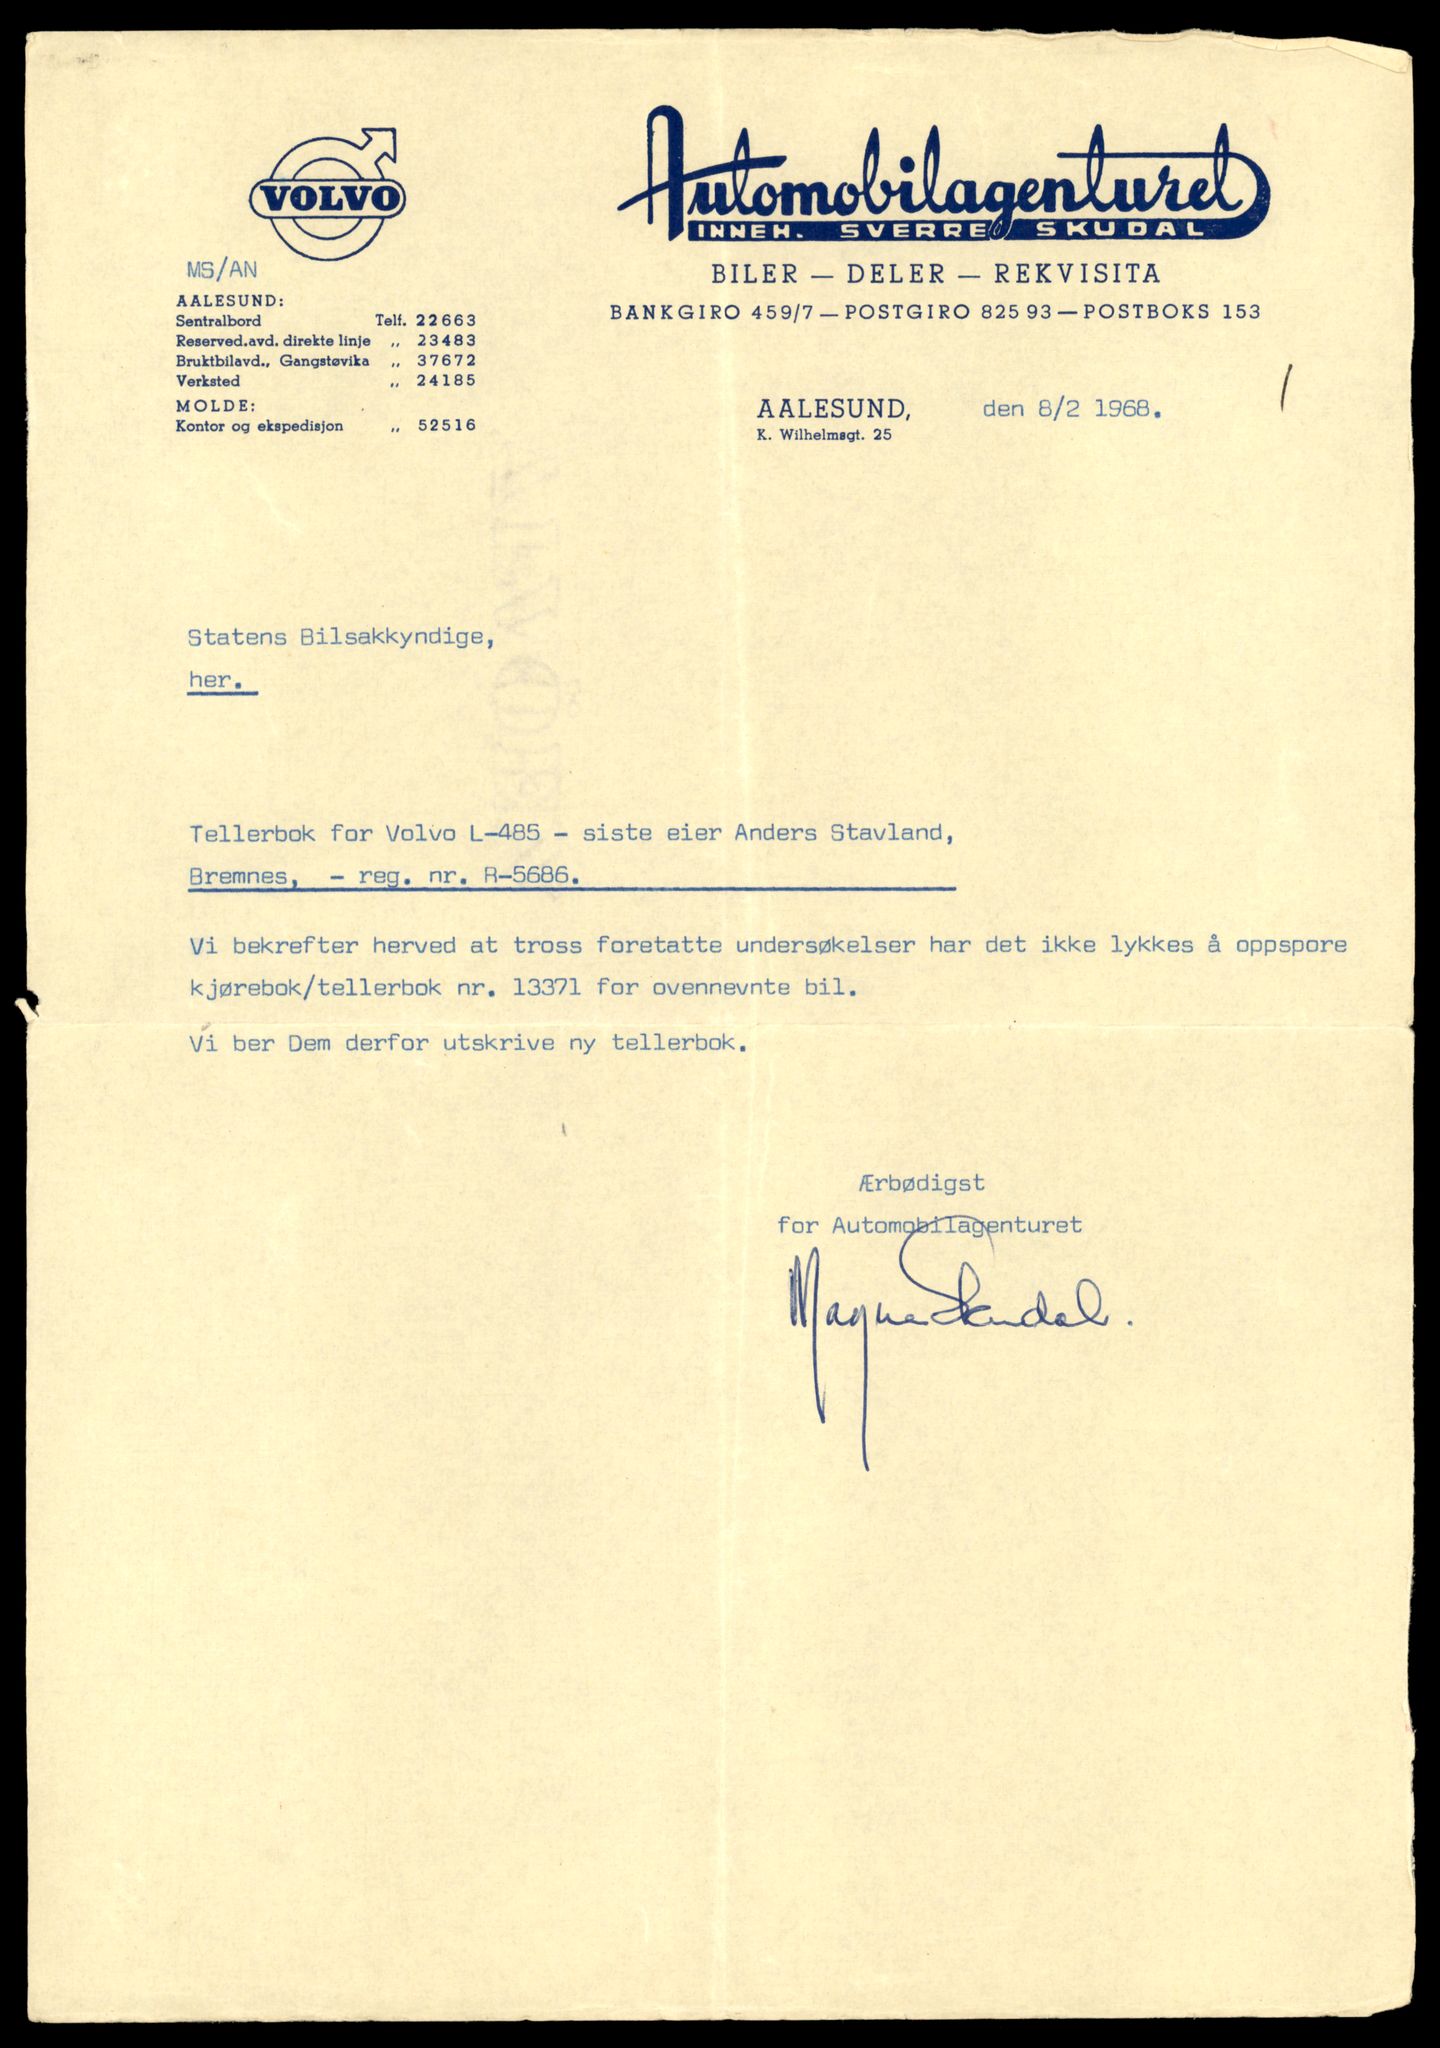 VOLVO
Automobilagenturet
INNEH. SVERRE SKUDAL
BILER — DELER — REKVISITA
BANKGIRO 459/7 — POSTGIRO 825 93 — POSTBOKS 153
MS/AN
AALESUND:
Sentralbord Telf. 22663
Reserved.avd. direkte linje „ 23483
Bruktbilavd., Gangstøvika „ 37672
Verksted „ 24185
MOLDE:
Kontor og ekspedisjon „ 52516
AALESUND, den 8/2 1968.
K. Wilhelmsgt. 25
Statens Bilsakkyndige,
her.
Tellerbok for Volvo L-485 - siste eier Anders Stavland,
Bremnes, - reg. nr. R-5686.
Vi bekrefter herved at tross foretatte undersøkelser har det ikke lykkes å oppspore
kjørebok/tellerbok nr. 13371 for ovennevnte bil.
Vi ber Dem derfor utskrive ny tellerbok.
Ærbødigst
for Automobilagenturet
Magne Skudal.